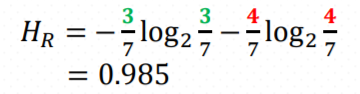 H_R = −3/7 log₂ 3/7 − 4/7 log₂ 4/7
= 0.985